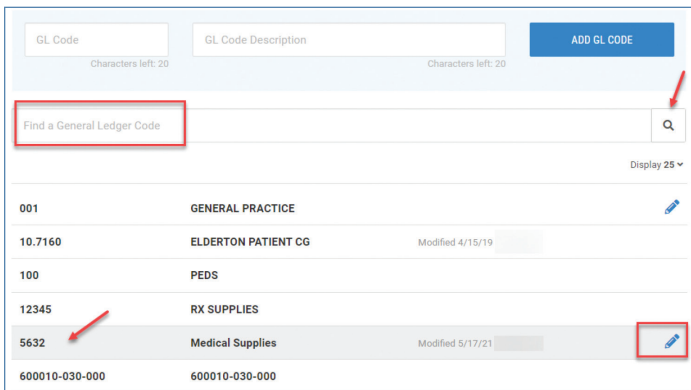 GL Code GL Code Description ADD GL CODE
Characters left: 20 Characters left: 20
Find a General Ledger Code
Display 25
001 GENERAL PRACTICE
10.7160 ELDERTON PATIENT CG Modified 4/15/19
100 PEDS
12345 RX SUPPLIES
5632 Medical Supplies Modified 5/17/21
600010-030-000 600010-030-000